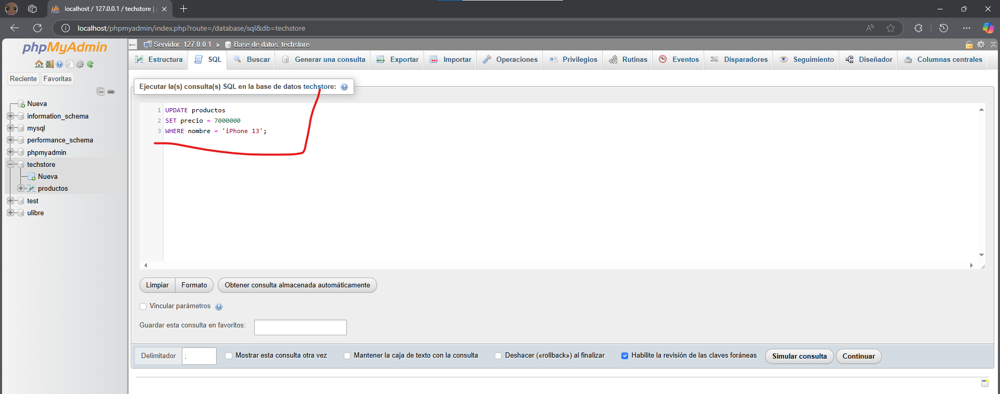 localhost / 127.0.0.1 / techstore | p
localhost/phpmyadmin/index.php?route=/database/sql&db=techstore
phpMyAdmin
Reciente
Favoritas
Nueva
information_schema
mysql
performance_schema
phpmyadmin
techstore
Nueva
productos
test
ulibre
Servidor: 127.0.0.1 » Base de datos: techstore
Estructura
SQL
Buscar
Generar una consulta
Exportar
Importar
Operaciones
Privilegios
Rutinas
Eventos
Disparadores
Seguimiento
Diseñador
Columnas centrales
Ejecutar la(s) consulta(s) SQL en la base de datos techstore:
1 UPDATE productos
2 SET precio = 7000000
3 WHERE nombre = 'iPhone 13';
Limpiar
Formato
Obtener consulta almacenada automáticamente
Vincular parámetros
Guardar esta consulta en favoritos:
Delimitador ;
Mostrar esta consulta otra vez
Mantener la caja de texto con la consulta
Deshacer («rollback») al finalizar
Habilite la revisión de las claves foráneas
Simular consulta
Continuar